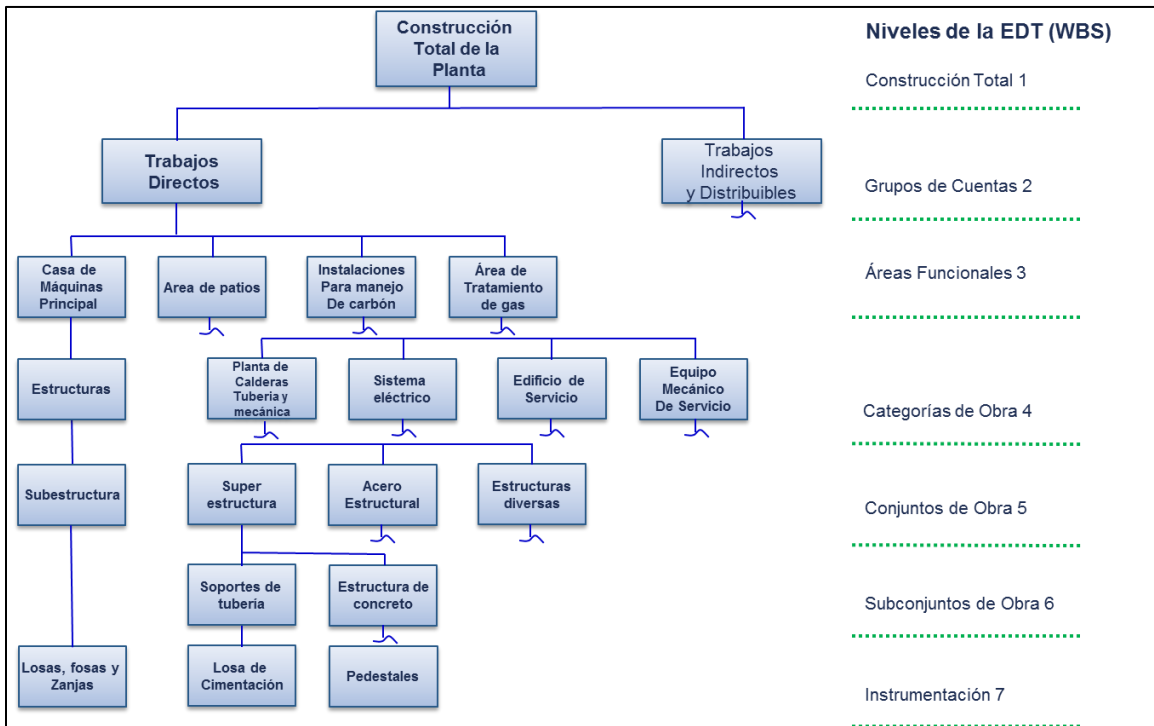 Construcción
Total de la
Planta
Niveles de la EDT (WBS)
Construcción Total 1
Trabajos
Directos
Trabajos
Indirectos
y Distribuibles
Grupos de Cuentas 2
Casa de
Máquinas
Principal
Area de patios
Instalaciones
Para manejo
De carbón
Área de
Tratamiento
de gas
Áreas Funcionales 3
Estructuras
Planta de
Calderas
Tubería y
mecánica
Sistema
eléctrico
Edificio de
Servicio
Equipo
Mecánico
De Servicio
Categorías de Obra 4
Subestructura
Super
estructura
Acero
Estructural
Estructuras
diversas
Conjuntos de Obra 5
Soportes de
tubería
Estructura de
concreto
Subconjuntos de Obra 6
Losas, fosas y
Zanjas
Losa de
Cimentación
Pedestales
Instrumentación 7